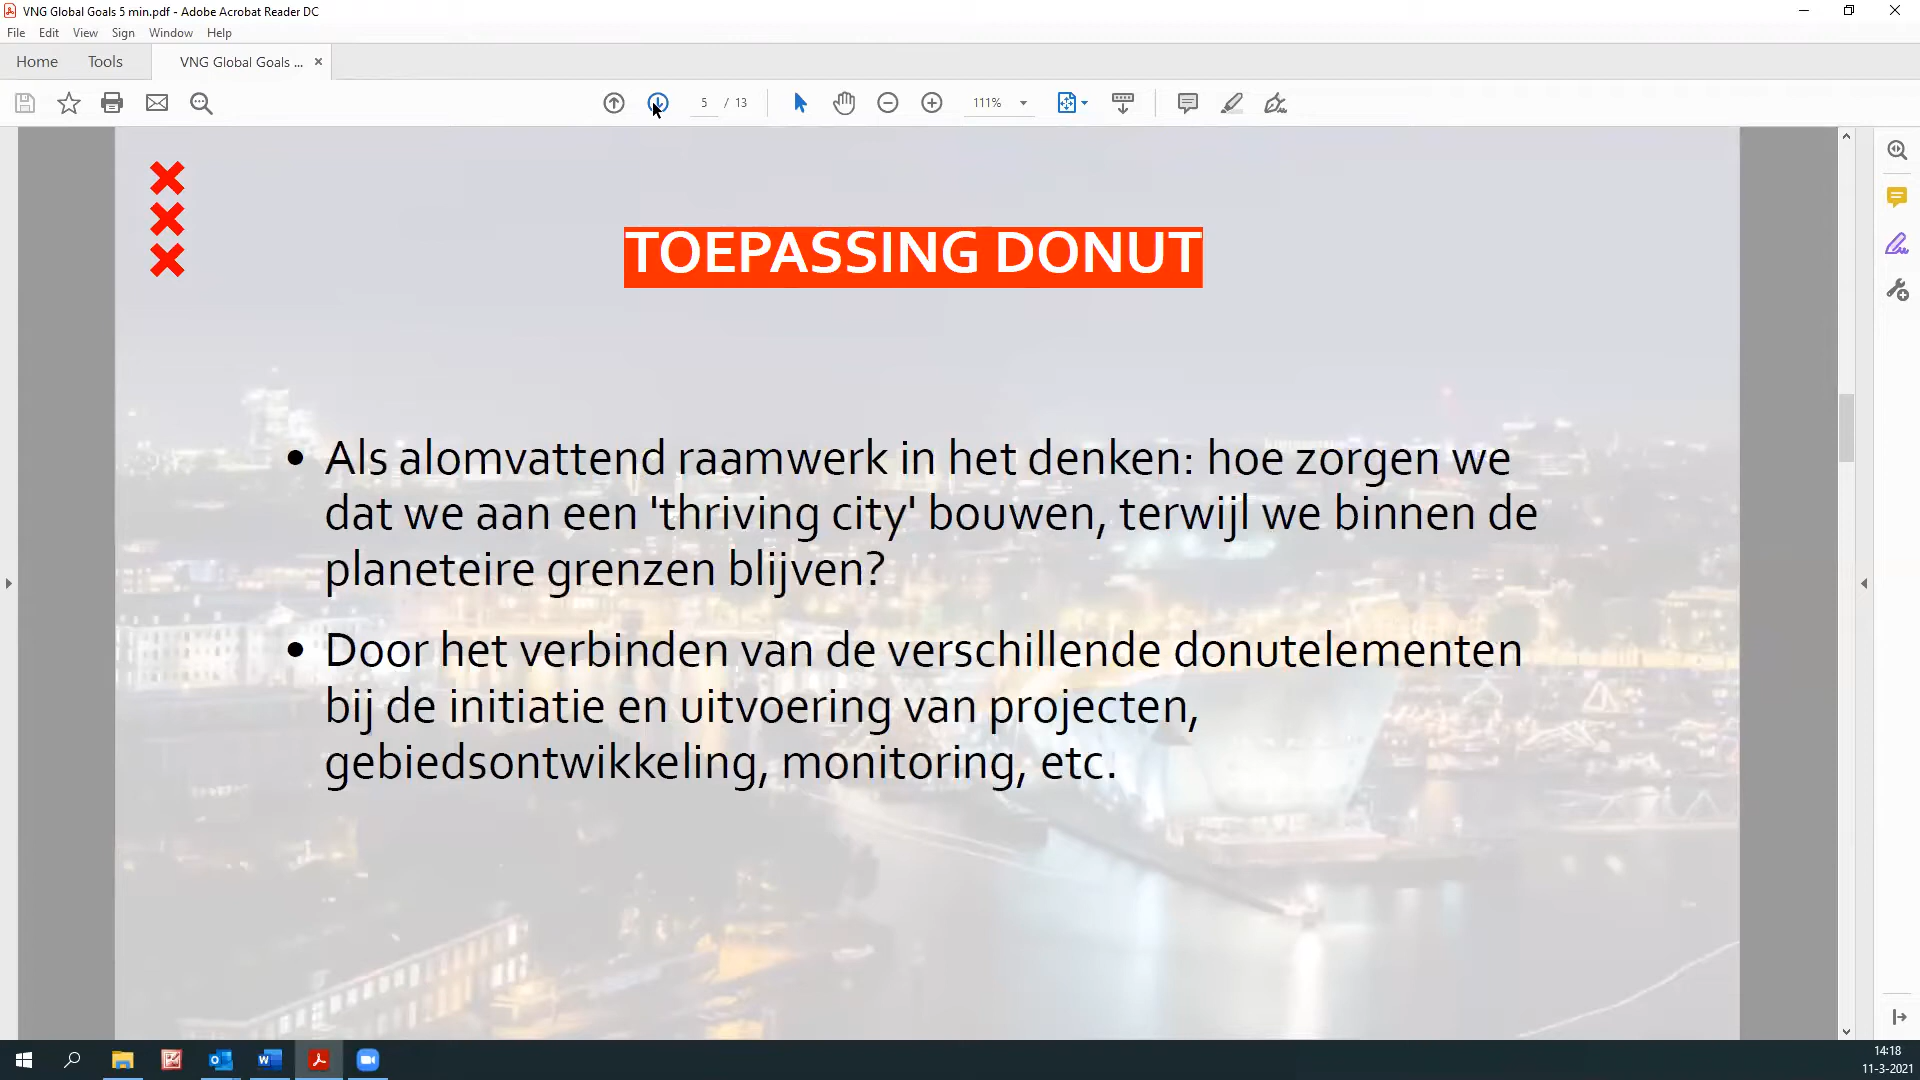 VNG Global Goals 5 min.pdf - Adobe Acrobat Reader DC
File Edit View Sign Window Help
Home Tools VNG Global Goals ...
5 / 13 111%
TOEPASSING DONUT
• Als alomvattend raamwerk in het denken: hoe zorgen we
dat we aan een 'thriving city' bouwen, terwijl we binnen de
planeteire grenzen blijven?
• Door het verbinden van de verschillende donutelementen
bij de initiatie en uitvoering van projecten,
gebiedsontwikkeling, monitoring, etc.
14:18
11-3-2021